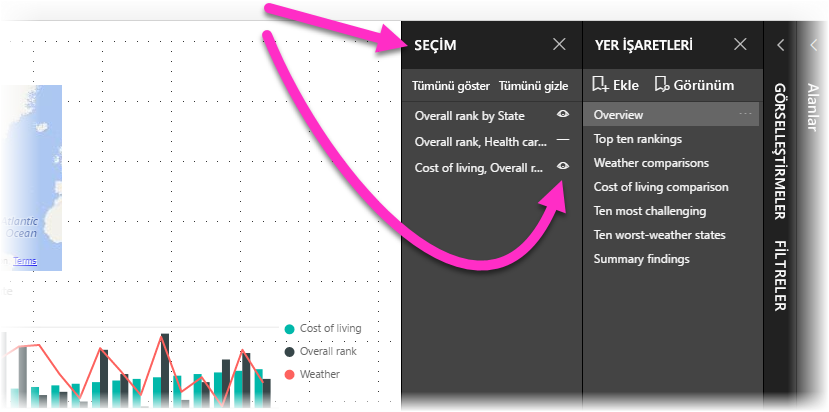 SEÇİM
Tümünü göster Tümünü gizle
Overall rank by State
Overall rank, Health car...
Cost of living, Overall r...
YER İŞARETLERİ
Ekle Görünüm
Overview
Top ten rankings
Weather comparisons
Cost of living comparison
Ten most challenging
Ten worst-weather states
Summary findings
GÖRSELLEŞTİRMELER
FİLTRELER
Alanlar
Atlantic
Ocean
Terms
Cost of living
Overall rank
Weather